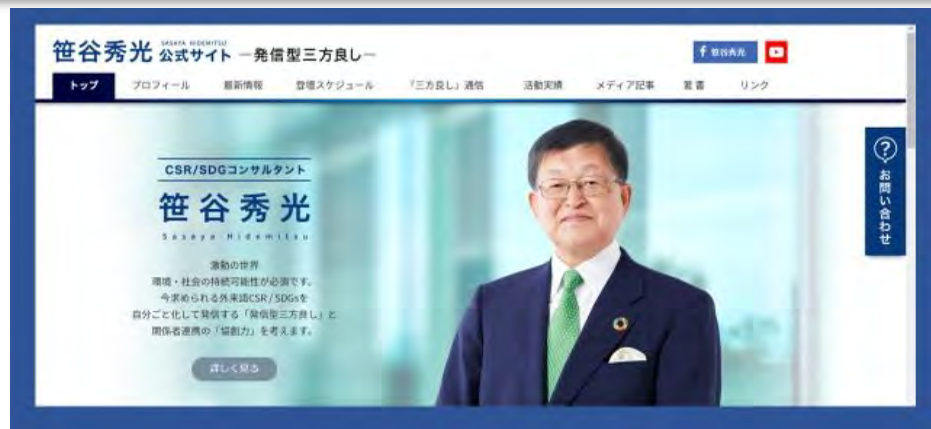 笹谷秀光 SASAYA HIDEMITSU 公式サイト ―発信型三方良し―
f 笹谷秀光
トップ プロフィール 最新情報 登壇スケジュール 『三方良し』通信 活動実績 メディア記事 著書 リンク
CSR/SDGコンサルタント
笹谷秀光
Sasaya Hidemitsu
激動の世界
環境・社会の持続可能性が必須です。
今求められる外来語CSR/SDGsを
自分ごと化して発信する「発信型三方良し」と
関係者連携の「協創力」を考えます。
詳しく見る
? お問い合わせ